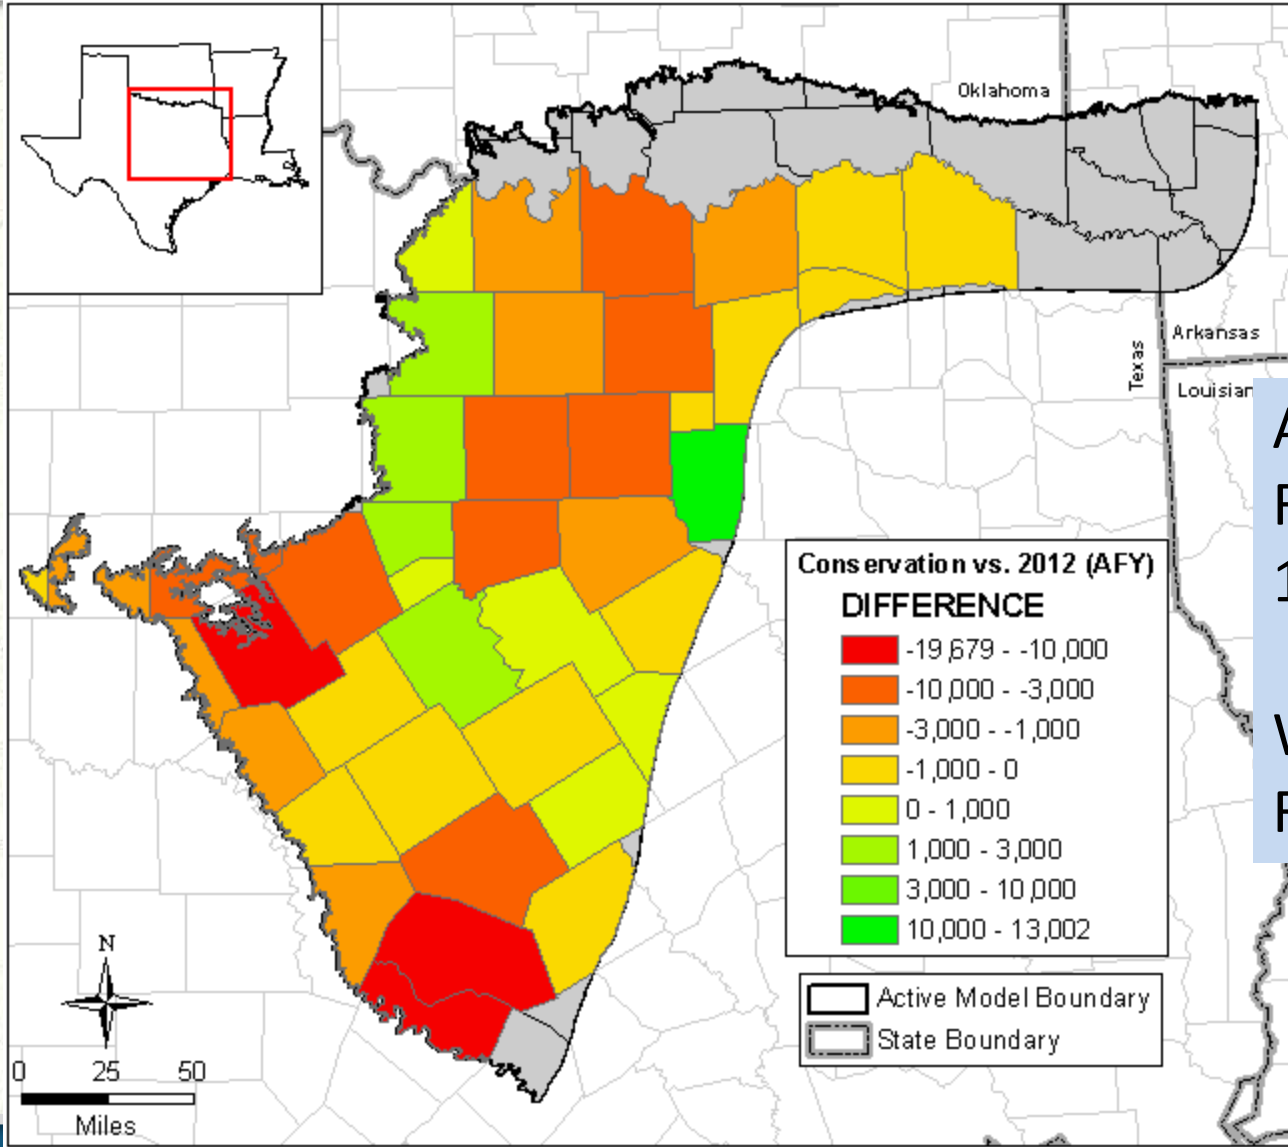 Oklahoma
Arkansas
Texas
Conservation vs. 2012 (AFY)
DIFFERENCE
-19,679 - -10,000
-10,000 - -3,000
-3,000 - -1,000
-1,000 - 0
0 - 1,000
1,000 - 3,000
3,000 - 10,000
10,000 - 13,002
Active Model Boundary
State Boundary
N
0 25 50
Miles